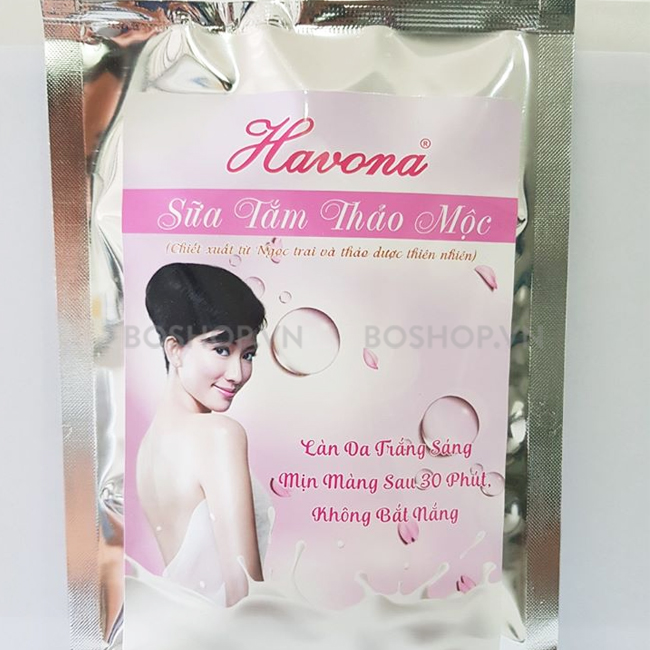 Havona®
Sữa Tắm Thảo Mộc
(Chiết xuất từ Ngọc trai và thảo dược thiên nhiên)
BOSHOP.VN BOSHOP.VN
Làn Da Trắng Sáng
Mịn Màng Sau 30 Phút.
Không Bắt Nắng